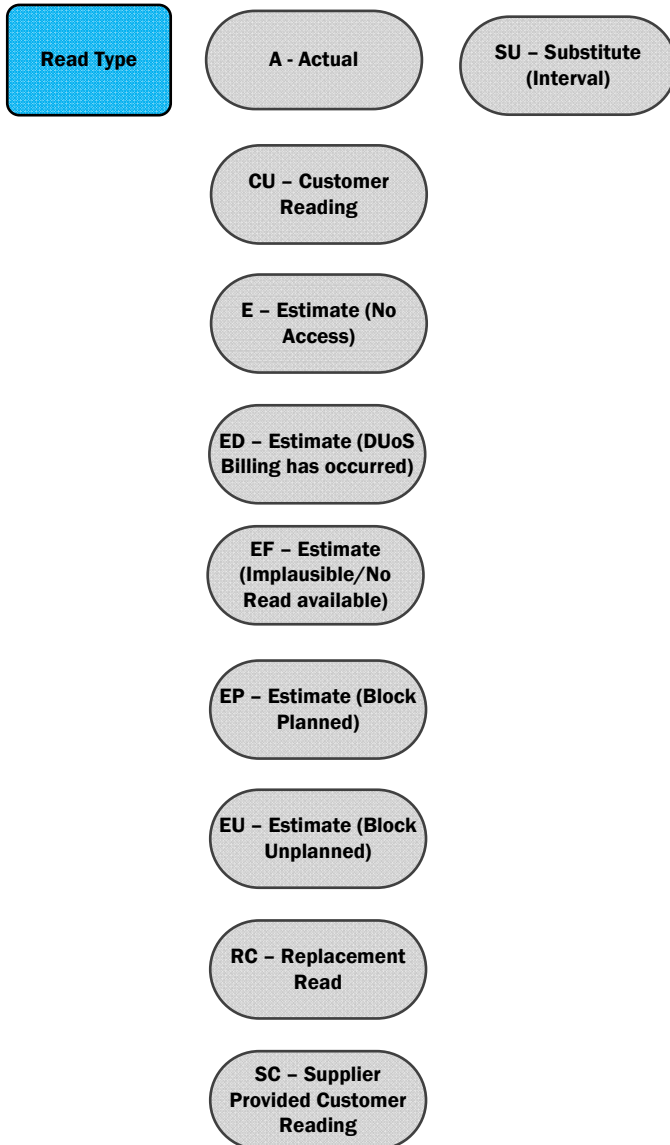 Read Type
A - Actual
SU – Substitute
(Interval)
CU – Customer
Reading
E – Estimate (No
Access)
ED – Estimate (DUoS
Billing has occurred)
EF – Estimate
(Implausible/No
Read available)
EP – Estimate (Block
Planned)
EU – Estimate (Block
Unplanned)
RC – Replacement
Read
SC – Supplier
Provided Customer
Reading